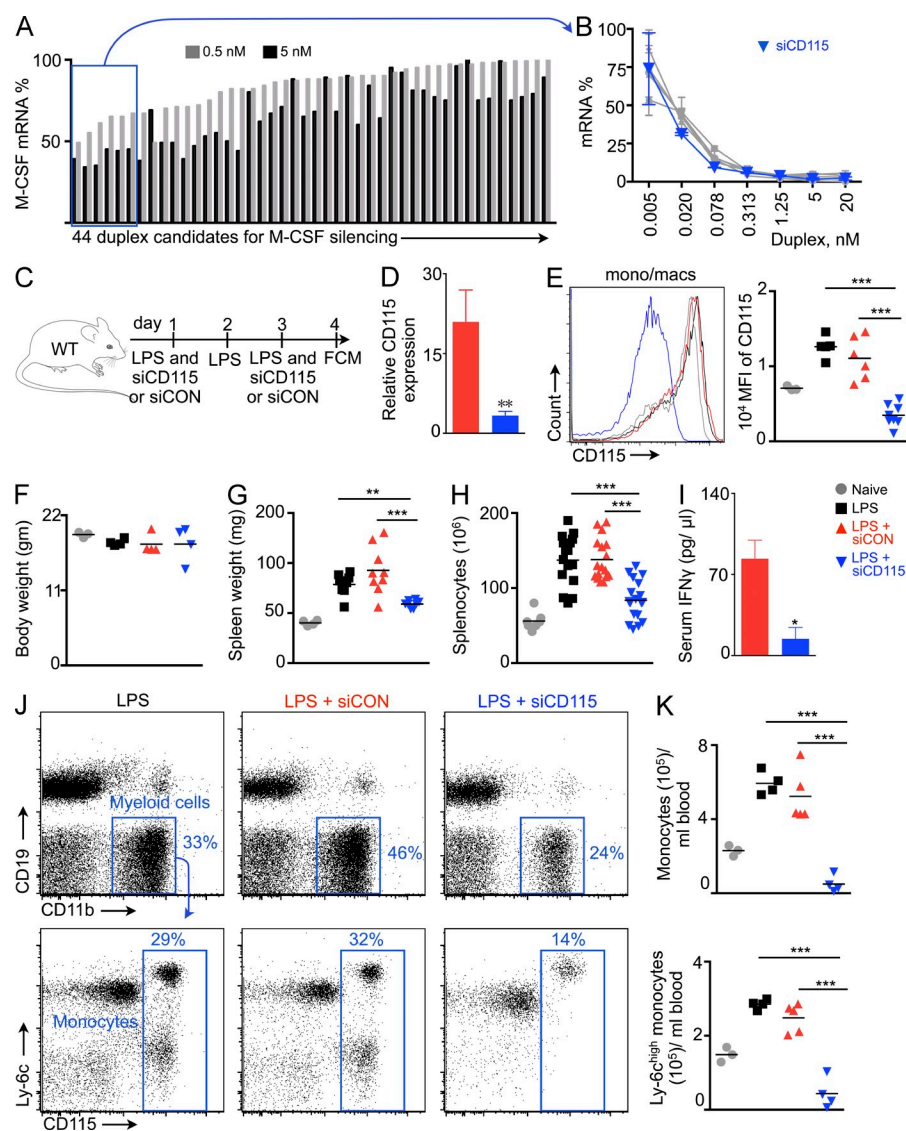 A
0.5 nM
5 nM
M-CSF mRNA %
100
50
44 duplex candidates for M-CSF silencing
B
siCD115
mRNA %
100
75
50
25
0
0.005
0.020
0.078
0.313
1.25
5
20
Duplex, nM
C
WT
day 1 2 3 4
LPS and siCD115 or siCON
LPS
LPS and siCD115 or siCON
FCM
D
Relative CD115 expression
30
15
0
**
E
mono/macs
Count
CD115
10⁴ MFI of CD115
2
1
0
***
***
F
Body weight (gm)
22
11
0
G
Spleen weight (mg)
200
100
50
0
**
***
H
Splenocytes (10⁶)
200
100
0
***
***
I
Serum IFNγ (pg/ µl)
140
70
0
*
Naive
LPS
LPS + siCON
LPS + siCD115
J
LPS
LPS + siCON
LPS + siCD115
Myeloid cells
33%
46%
24%
CD19
CD11b
29%
32%
14%
Monocytes
Ly-6c
CD115
K
Monocytes (10⁵)/ ml blood
8
4
0
***
***
Ly-6cʰⁱᵍʰ monocytes (10⁵)/ ml blood
4
2
0
***
***